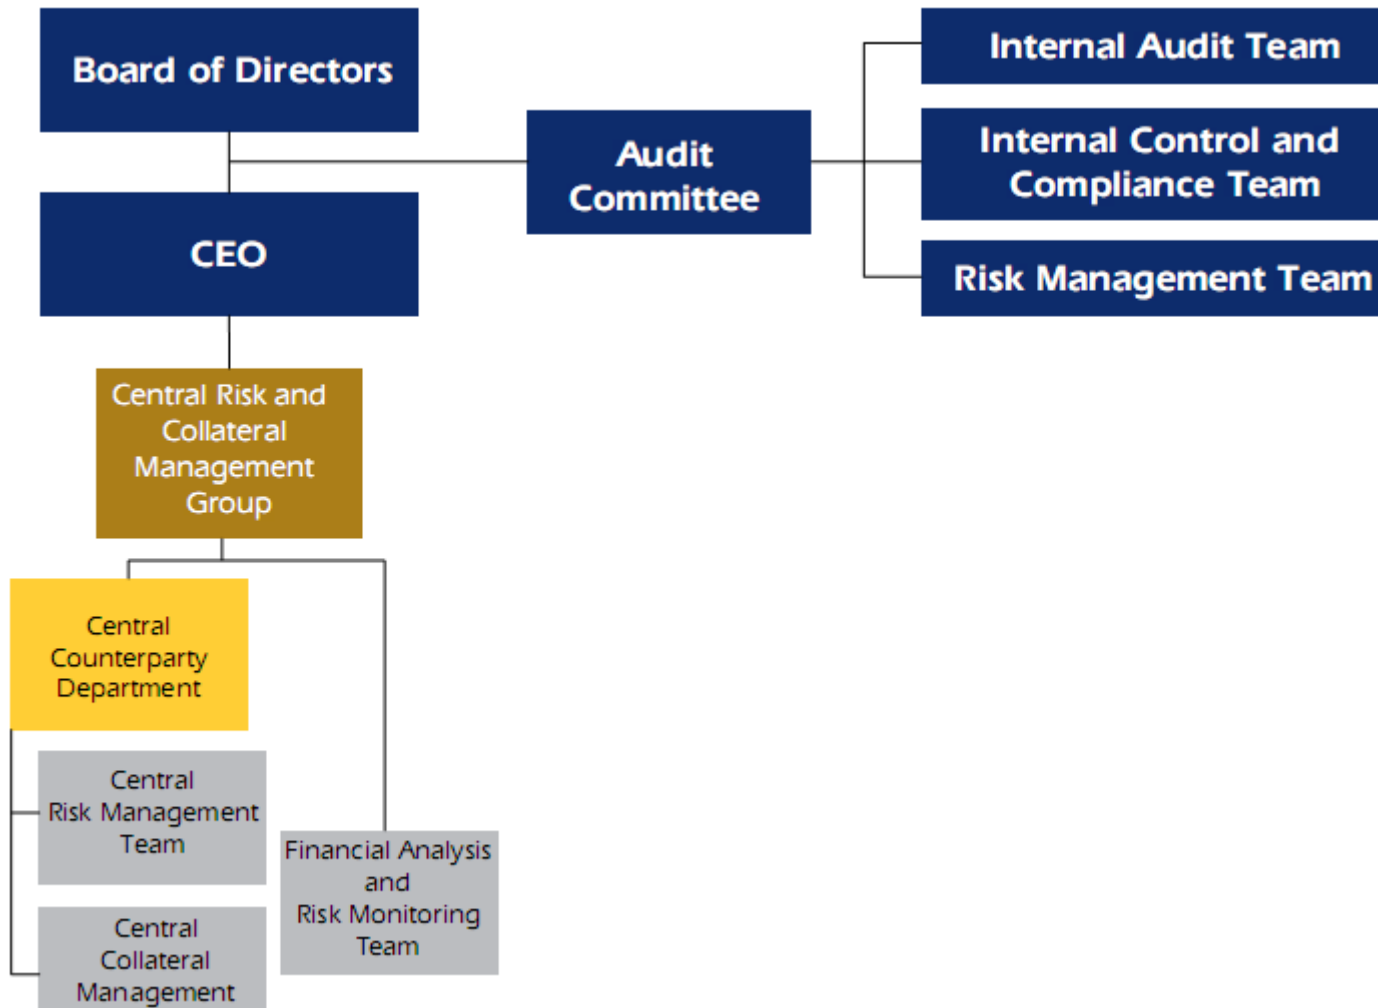 Board of Directors
Internal Audit Team
Audit
Committee
Internal Control and
Compliance Team
CEO
Risk Management Team
Central Risk and
Collateral
Management
Group
Central
Counterparty
Department
Central
Risk Management
Team
Financial Analysis
and
Risk Monitoring
Team
Central
Collateral
Management